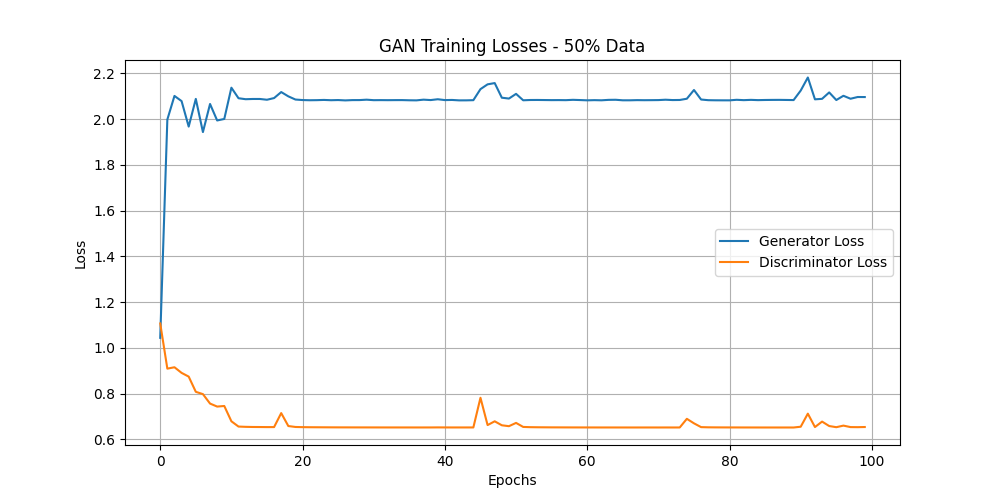 GAN Training Losses - 50% Data
2.2
2.0
1.8
1.6
1.4
1.2
1.0
0.8
0.6
Loss
Generator Loss
Discriminator Loss
0 20 40 60 80 100
Epochs